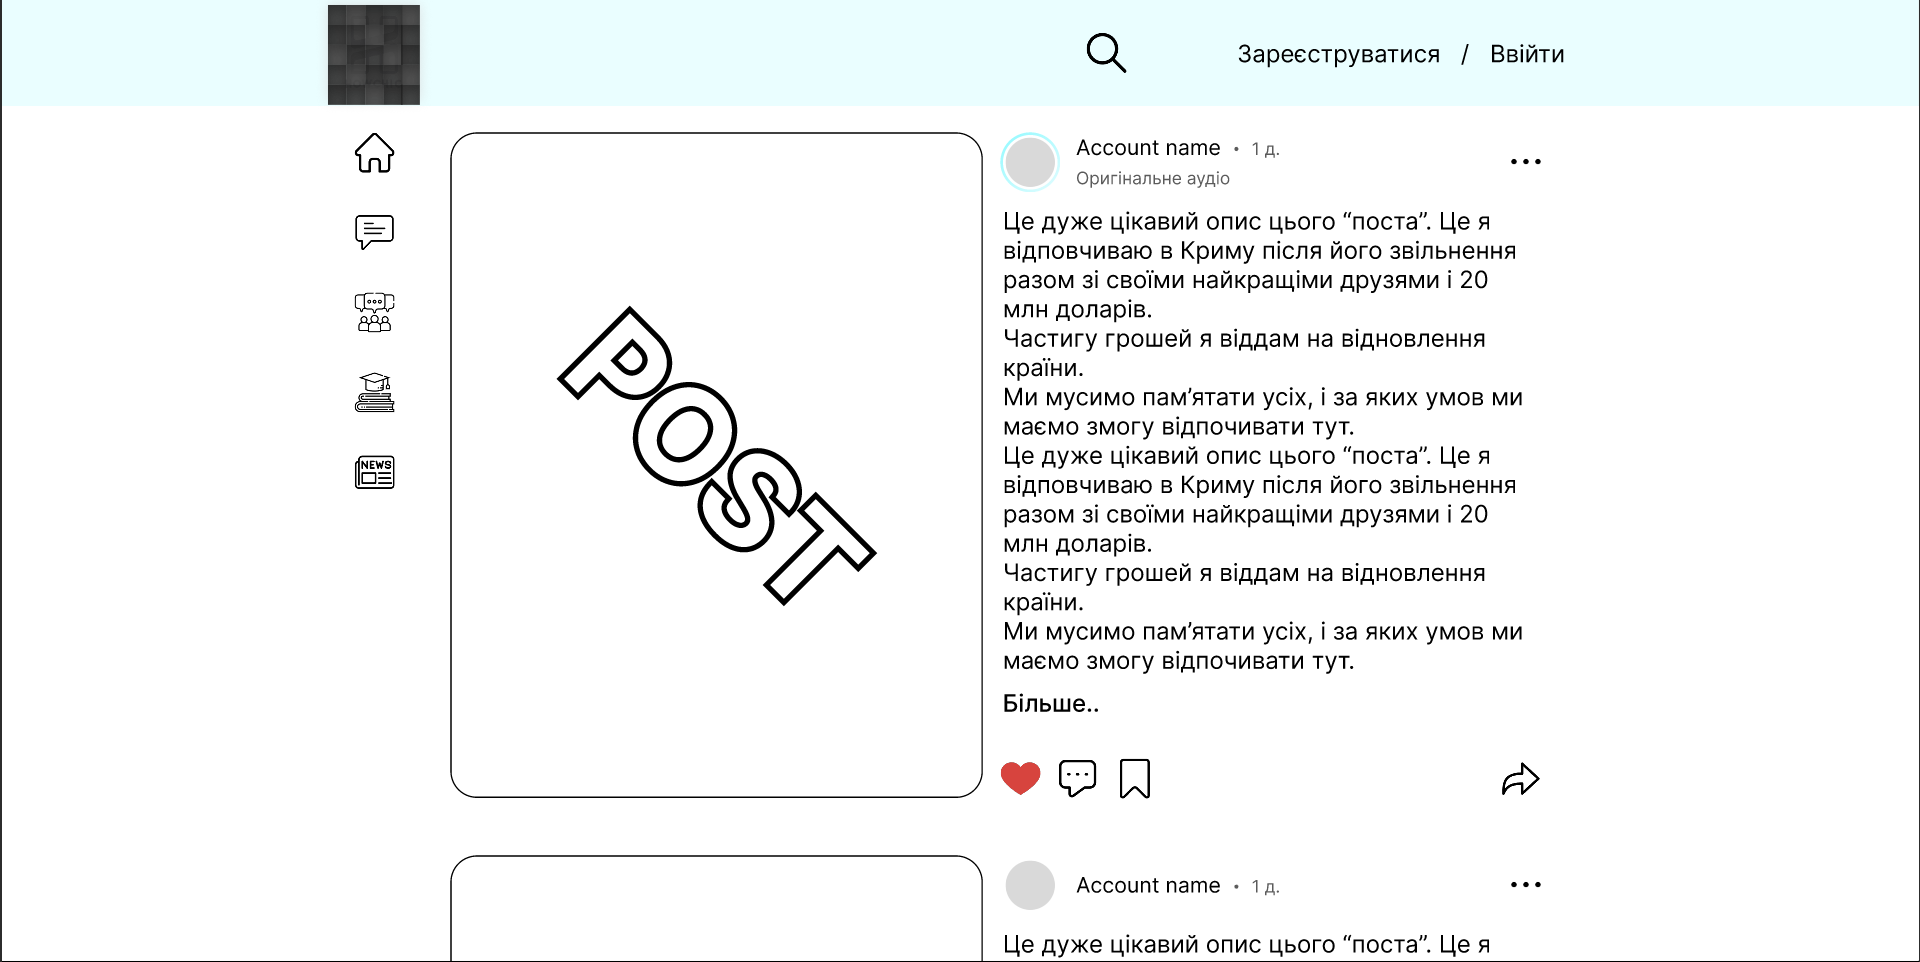 Зареєструватися / Ввійти
Account name • 1 д.
Оригінальне аудіо
Це дуже цікавий опис цього “поста”. Це я
відповчиваю в Криму після його звільнення
разом зі своїми найкращіми друзями і 20
млн доларів.
Частигу грошей я віддам на відновлення
країни.
Ми мусимо пам’ятати усіх, і за яких умов ми
маємо змогу відпочивати тут.
Це дуже цікавий опис цього “поста”. Це я
відповчиваю в Криму після його звільнення
разом зі своїми найкращіми друзями і 20
млн доларів.
Частигу грошей я віддам на відновлення
країни.
Ми мусимо пам’ятати усіх, і за яких умов ми
маємо змогу відпочивати тут.
Більше..
POST
NEWS
Account name • 1 д.
Це дуже цікавий опис цього “поста”. Це я